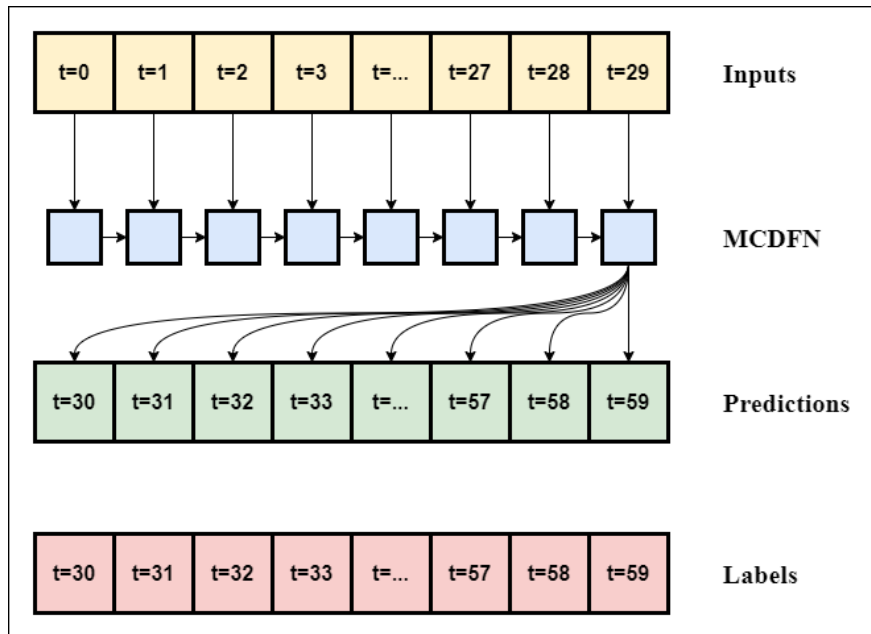 t=0 t=1 t=2 t=3 t=... t=27 t=28 t=29 Inputs
MCDFN
t=30 t=31 t=32 t=33 t=... t=57 t=58 t=59 Predictions
t=30 t=31 t=32 t=33 t=... t=57 t=58 t=59 Labels